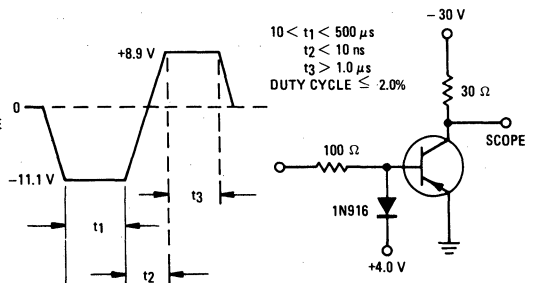 10 < t1 < 500 µs
t2 < 10 ns
t3 > 1.0 µs
DUTY CYCLE ≤ 2.0%
+8.9 V
0
−11.1 V
t1
t2
t3
− 30 V
30 Ω
SCOPE
100 Ω
1N916
+4.0 V